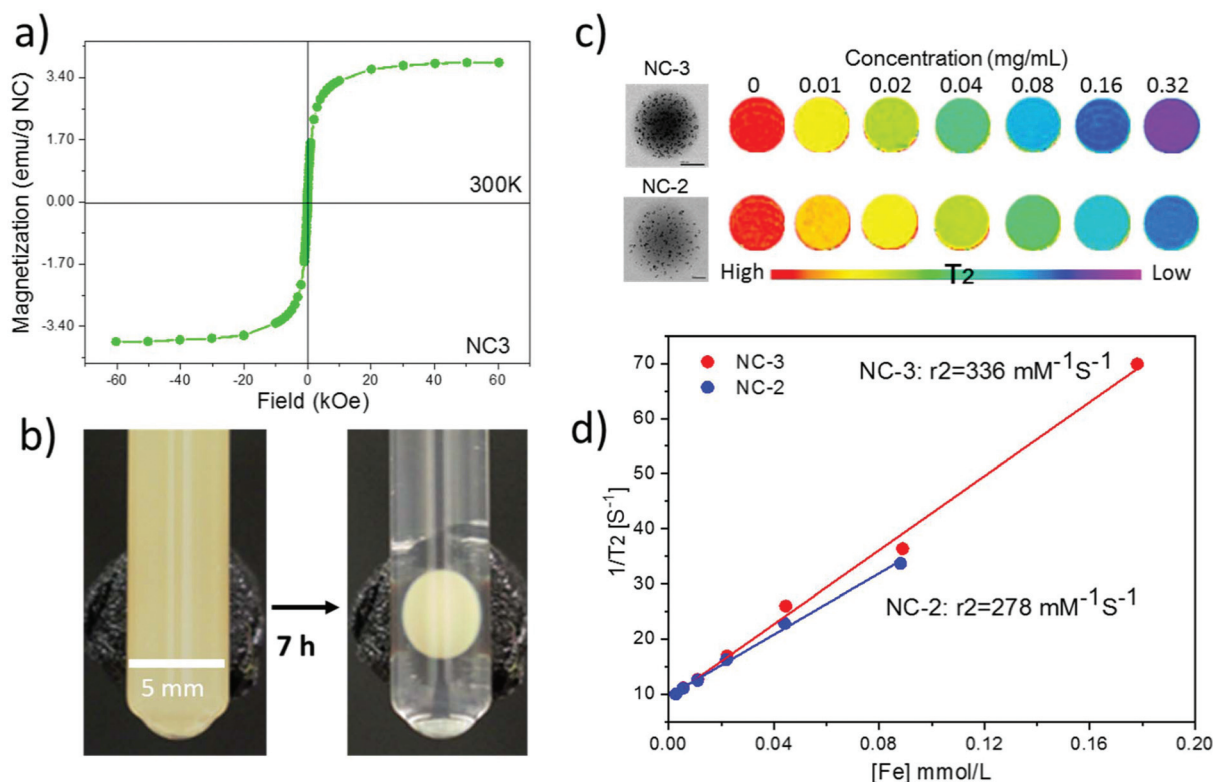 a)
Magnetization (emu/g NC)
3.40
1.70
0.00
-1.70
-3.40
300K
NC3
-60 -40 -20 0 20 40 60
Field (kOe)
b)
5 mm
7 h
c)
NC-3
Concentration (mg/mL)
0 0.01 0.02 0.04 0.08 0.16 0.32
NC-2
High T2 Low
d)
NC-3
NC-2
NC-3: r2=336 mM⁻¹S⁻¹
NC-2: r2=278 mM⁻¹S⁻¹
1/T2 [S⁻¹]
70
60
50
40
30
20
10
0.00 0.04 0.08 0.12 0.16 0.20
[Fe] mmol/L